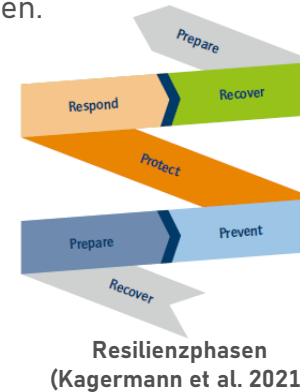 en.
Prepare
Respond
Recover
Protect
Prepare
Prevent
Recover
Resilienzphasen
(Kagermann et al. 2021